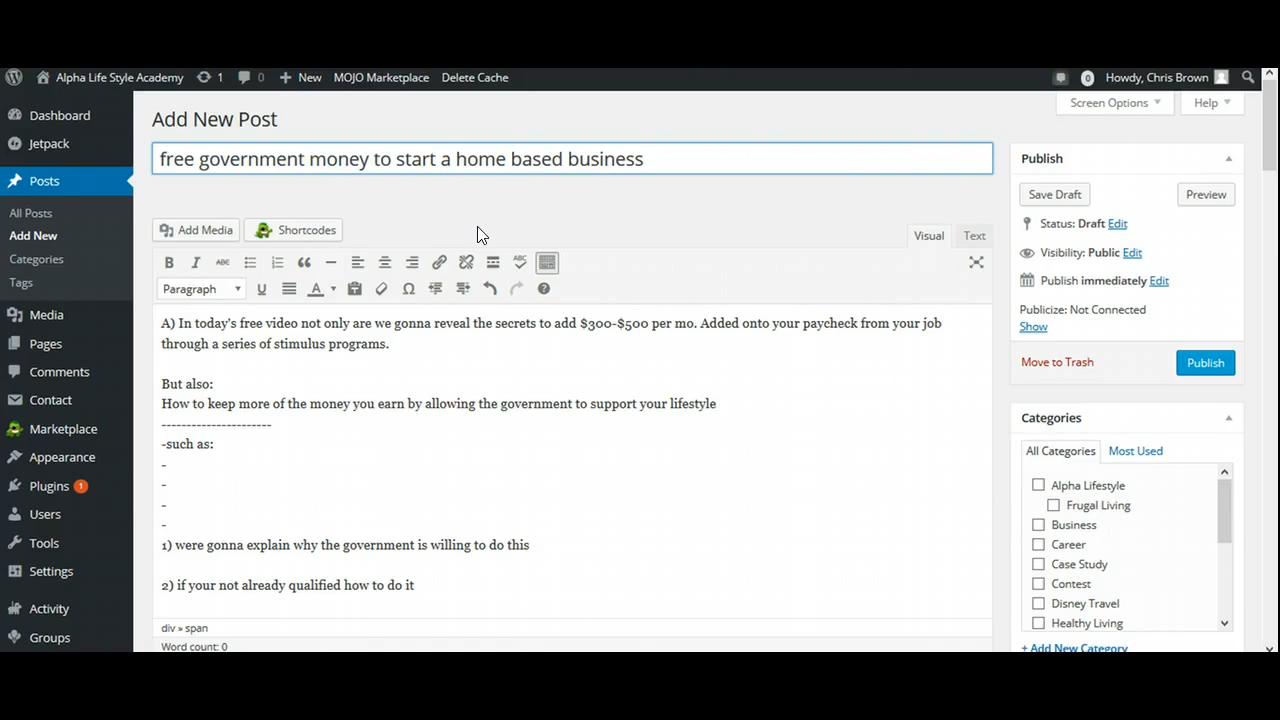 Alpha Life Style Academy 1 0 New MOJO Marketplace Delete Cache 0 Howdy, Chris Brown
Screen Options Help
Dashboard
Jetpack
Posts
All Posts
Add New
Categories
Tags
Media
Pages
Comments
Contact
Marketplace
Appearance
Plugins 1
Users
Tools
Settings
Activity
Groups
Add New Post
free government money to start a home based business
Add Media Shortcodes
Visual Text
B I ABC ABC
Paragraph U A
A) In today's free video not only are we gonna reveal the secrets to add $300-$500 per mo. Added onto your paycheck from your job
through a series of stimulus programs.
But also:
How to keep more of the money you earn by allowing the government to support your lifestyle
----------------------
-such as:
-
-
-
-
1) were gonna explain why the government is willing to do this
2) if your not already qualified how to do it
div » span
Word count: 0
Publish
Save Draft Preview
Status: Draft Edit
Visibility: Public Edit
Publish immediately Edit
Publicize: Not Connected
Show
Move to Trash Publish
Categories
All Categories Most Used
Alpha Lifestyle
Frugal Living
Business
Career
Case Study
Contest
Disney Travel
Healthy Living
+ Add New Category